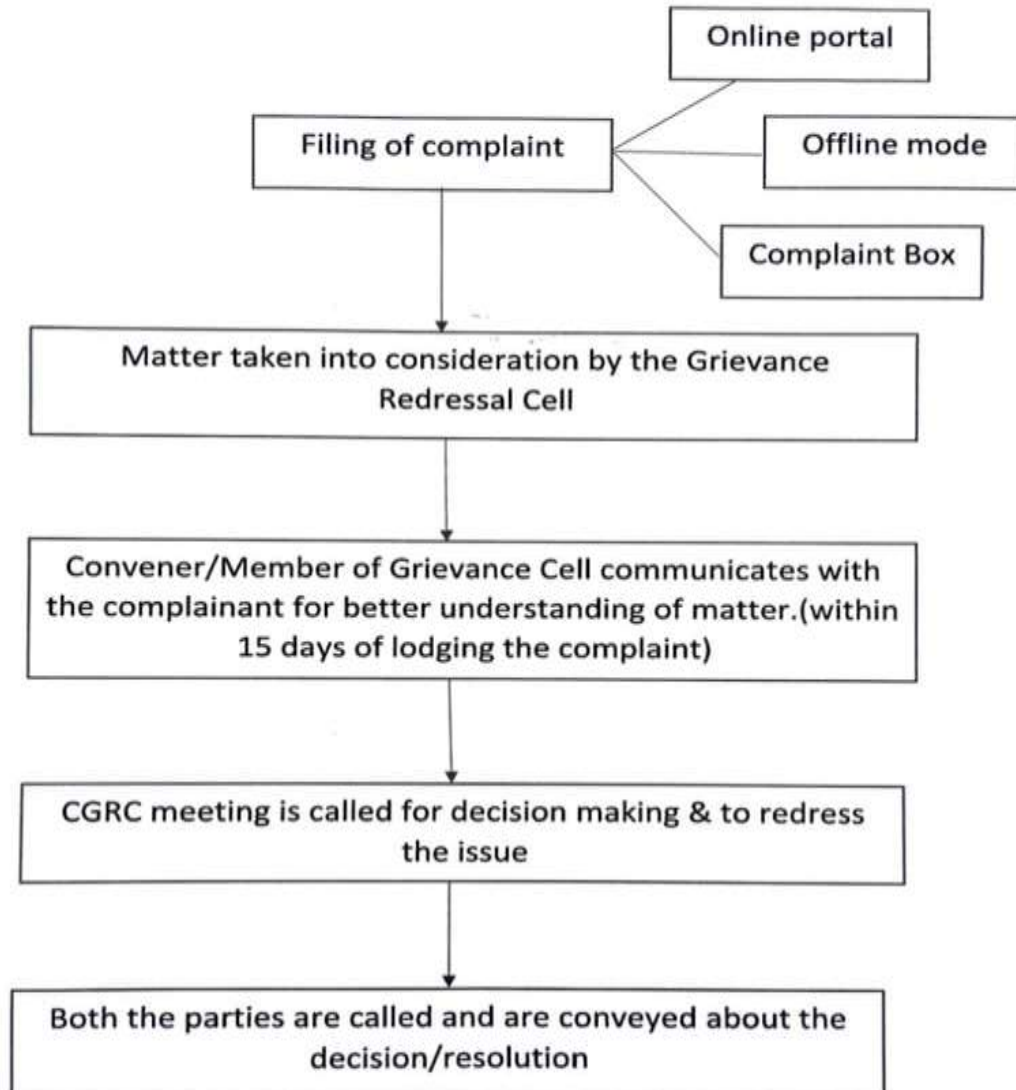 Online portal
Filing of complaint
Offline mode
Complaint Box
Matter taken into consideration by the Grievance
Redressal Cell
Convener/Member of Grievance Cell communicates with
the complainant for better understanding of matter.(within
15 days of lodging the complaint)
CGRC meeting is called for decision making & to redress
the issue
Both the parties are called and are conveyed about the
decision/resolution